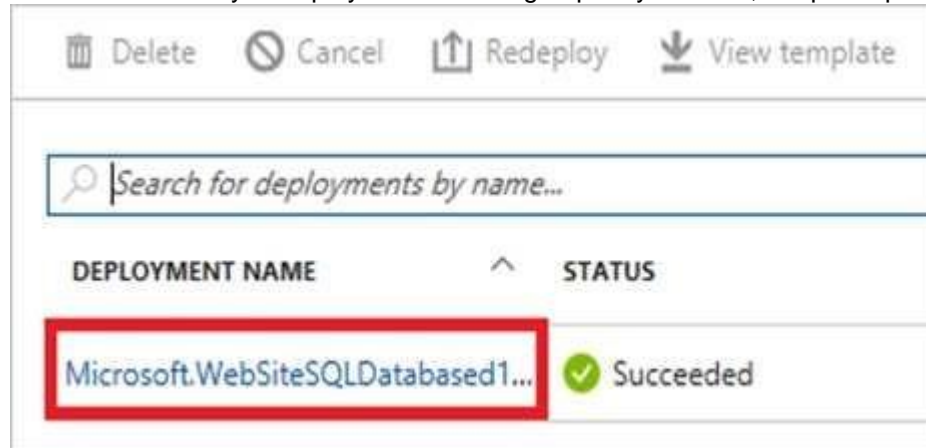 Delete Cancel Redeploy View template
Search for deployments by name...
DEPLOYMENT NAME STATUS
Microsoft.WebSiteSQLDatabased1... Succeeded